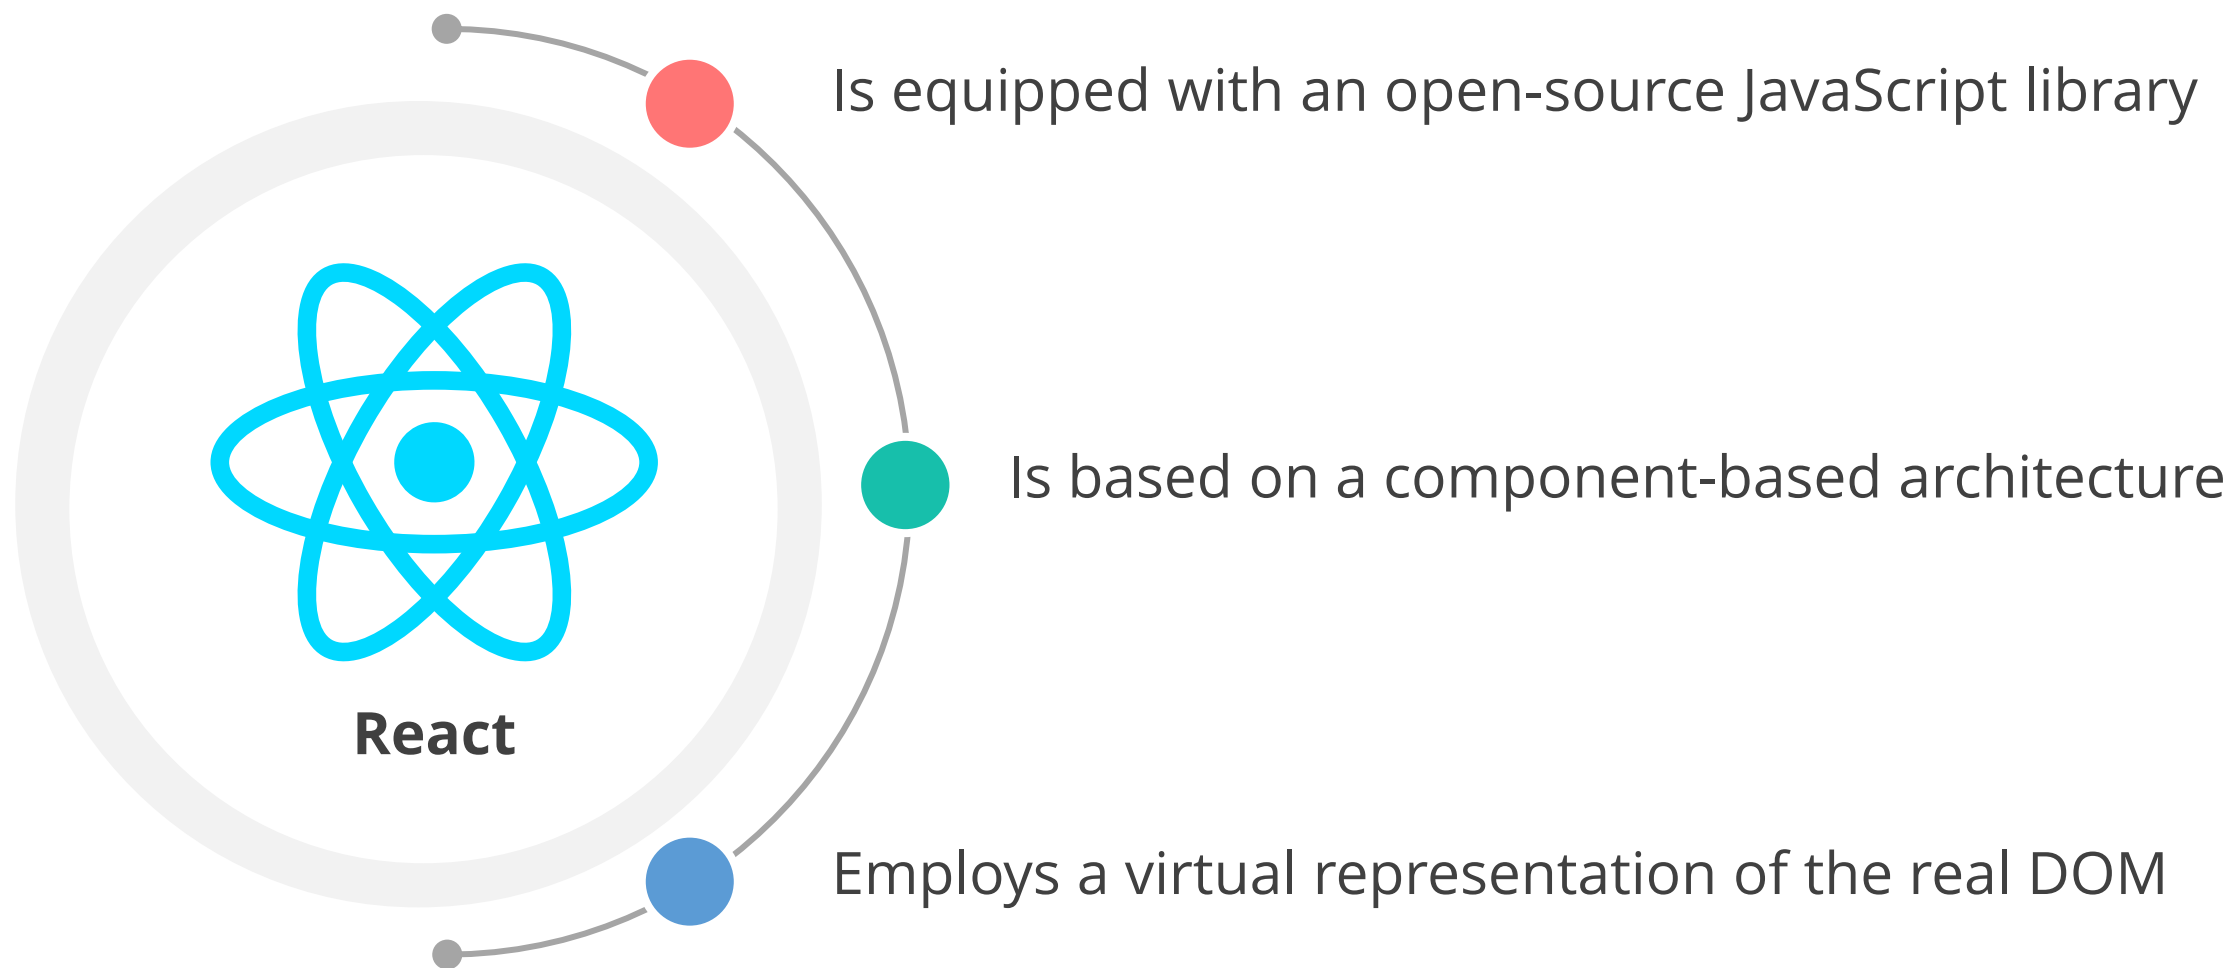 Is equipped with an open-source JavaScript library
Is based on a component-based architecture
React
Employs a virtual representation of the real DOM